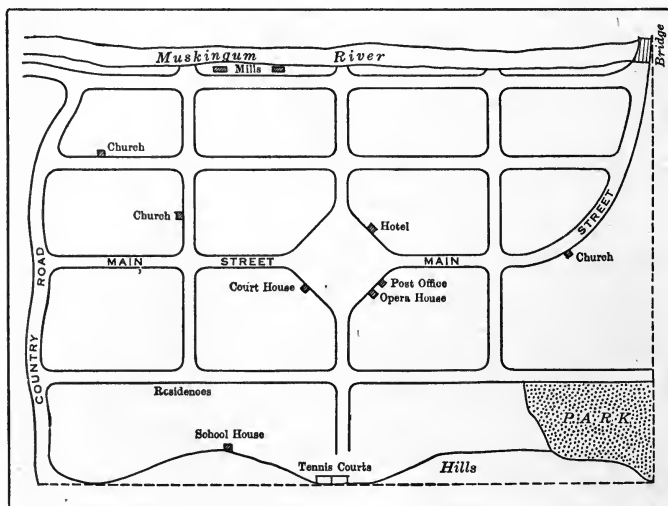 Muskingum River
Bridge
Mills
Church
Church
Hotel
STREET
ROAD
MAIN STREET MAIN
Church
Court House
Post Office
Opera House
COUNTRY
Residences
PARK
School House
Tennis Courts
Hills